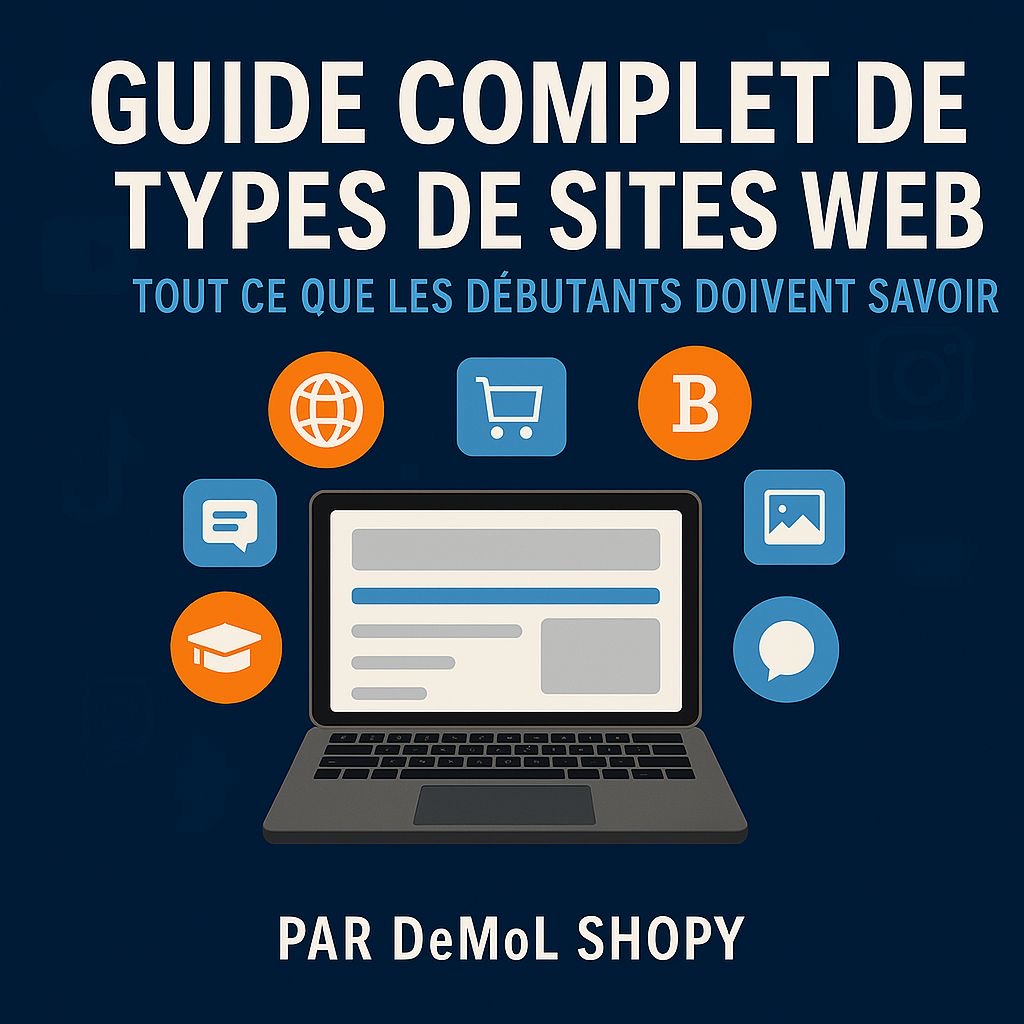 GUIDE COMPLET DE
TYPES DE SITES WEB
TOUT CE QUE LES DÉBUTANTS DOIVENT SAVOIR
B
PAR DeMoL SHOPY